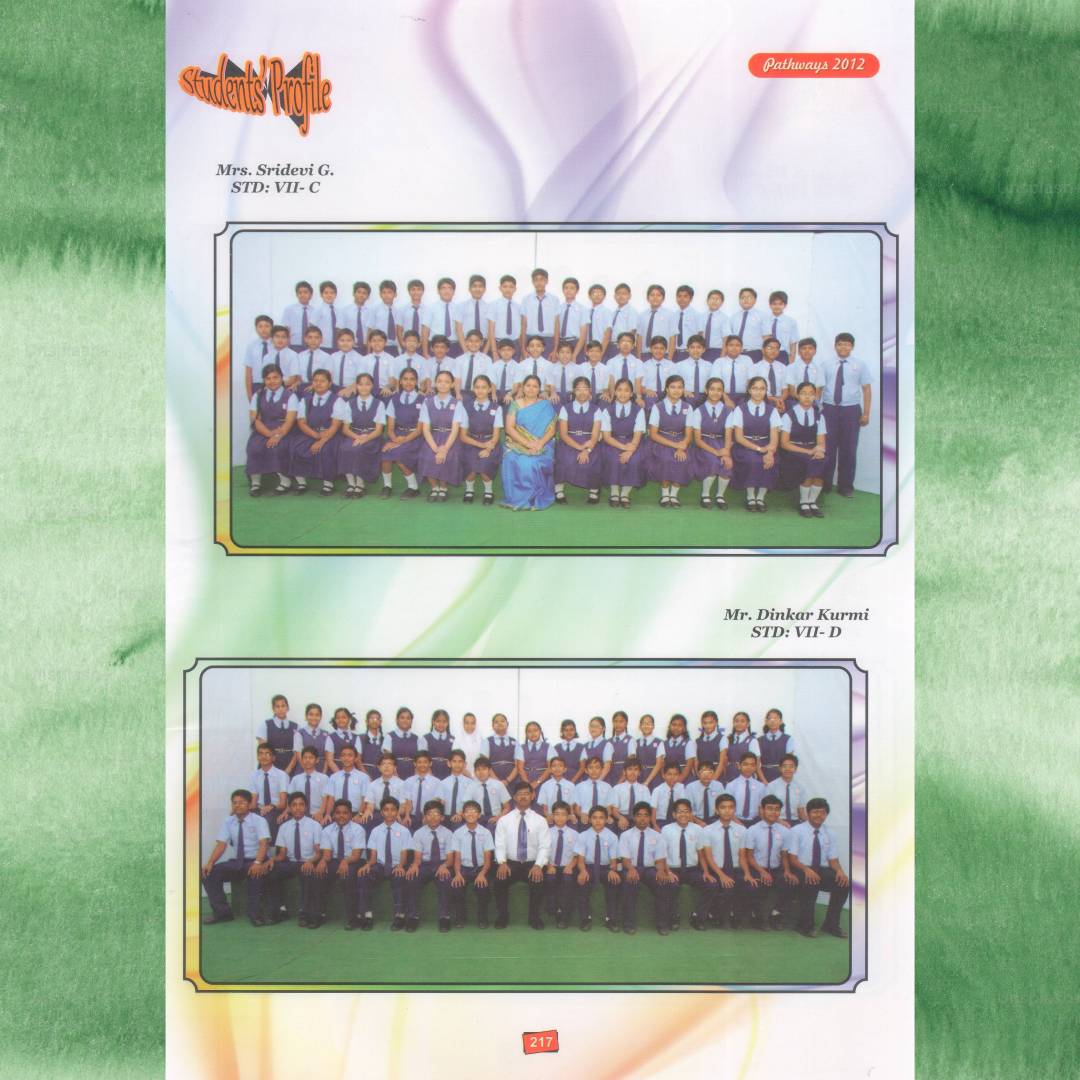 Students' Profile
Pathways 2012
Mrs. Sridevi G.
STD: VII- C
Mr. Dinkar Kurmi
STD: VII- D
217